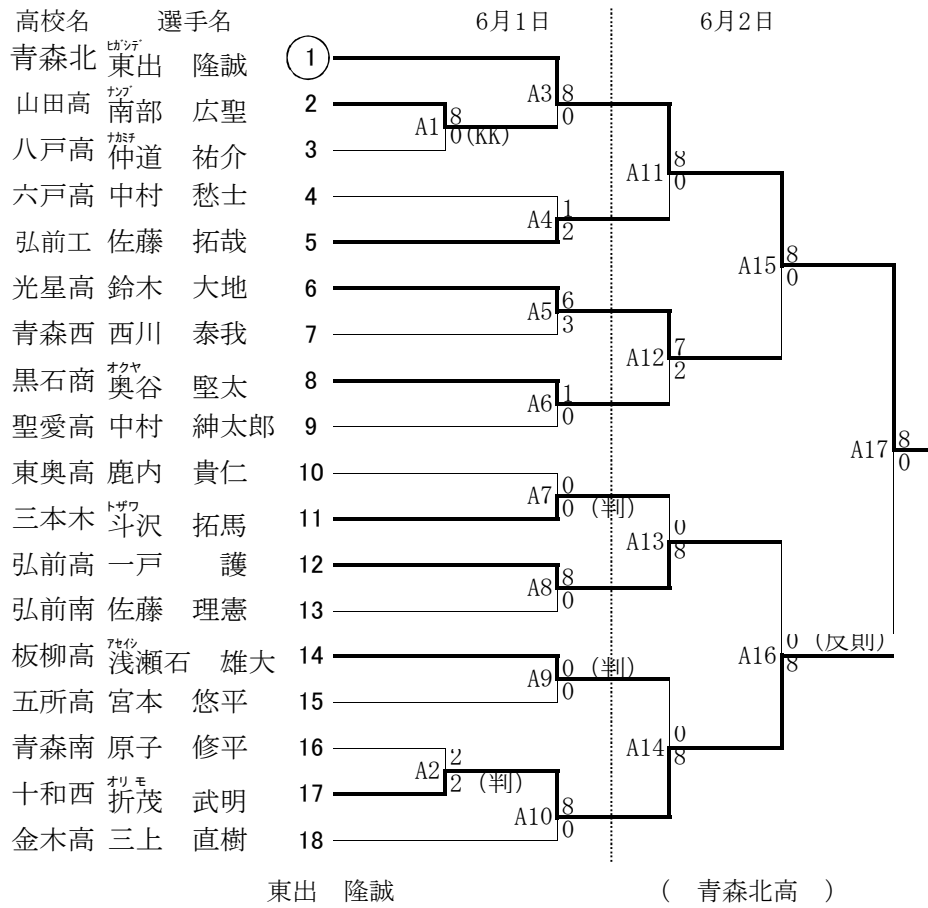 高校名 選手名 6月1日 6月2日
青森北 東出 隆誠 1
ヒガシデ
山田高 南部 広聖 2
ナンブ
八戸高 仲道 祐介 3
ナカミチ
六戸高 中村 愁士 4
弘前工 佐藤 拓哉 5
光星高 鈴木 大地 6
青森西 西川 泰我 7
黒石商 奥谷 堅太 8
オクヤ
聖愛高 中村 紳太郎 9
東奥高 鹿内 貴仁 10
三本木 斗沢 拓馬 11
トザワ
弘前高 一戸 護 12
弘前南 佐藤 理憲 13
板柳高 浅瀬石 雄大 14
アセイシ
五所高 宮本 悠平 15
青森南 原子 修平 16
十和西 折茂 武明 17
オリモ
金木高 三上 直樹 18
A1 8 0(KK)
A2 2 2 (判)
A3 8 0
A4 1 2
A5 6 3
A6 1 0
A7 0 0 (判)
A8 8 0
A9 0 (判) 0
A10 8 0
A11 8 0
A12 7 2
A13 0 8
A14 0 8
A15 8 0
A16 0 (反則) 8
A17 8 0
東出 隆誠 ( 青森北高 )